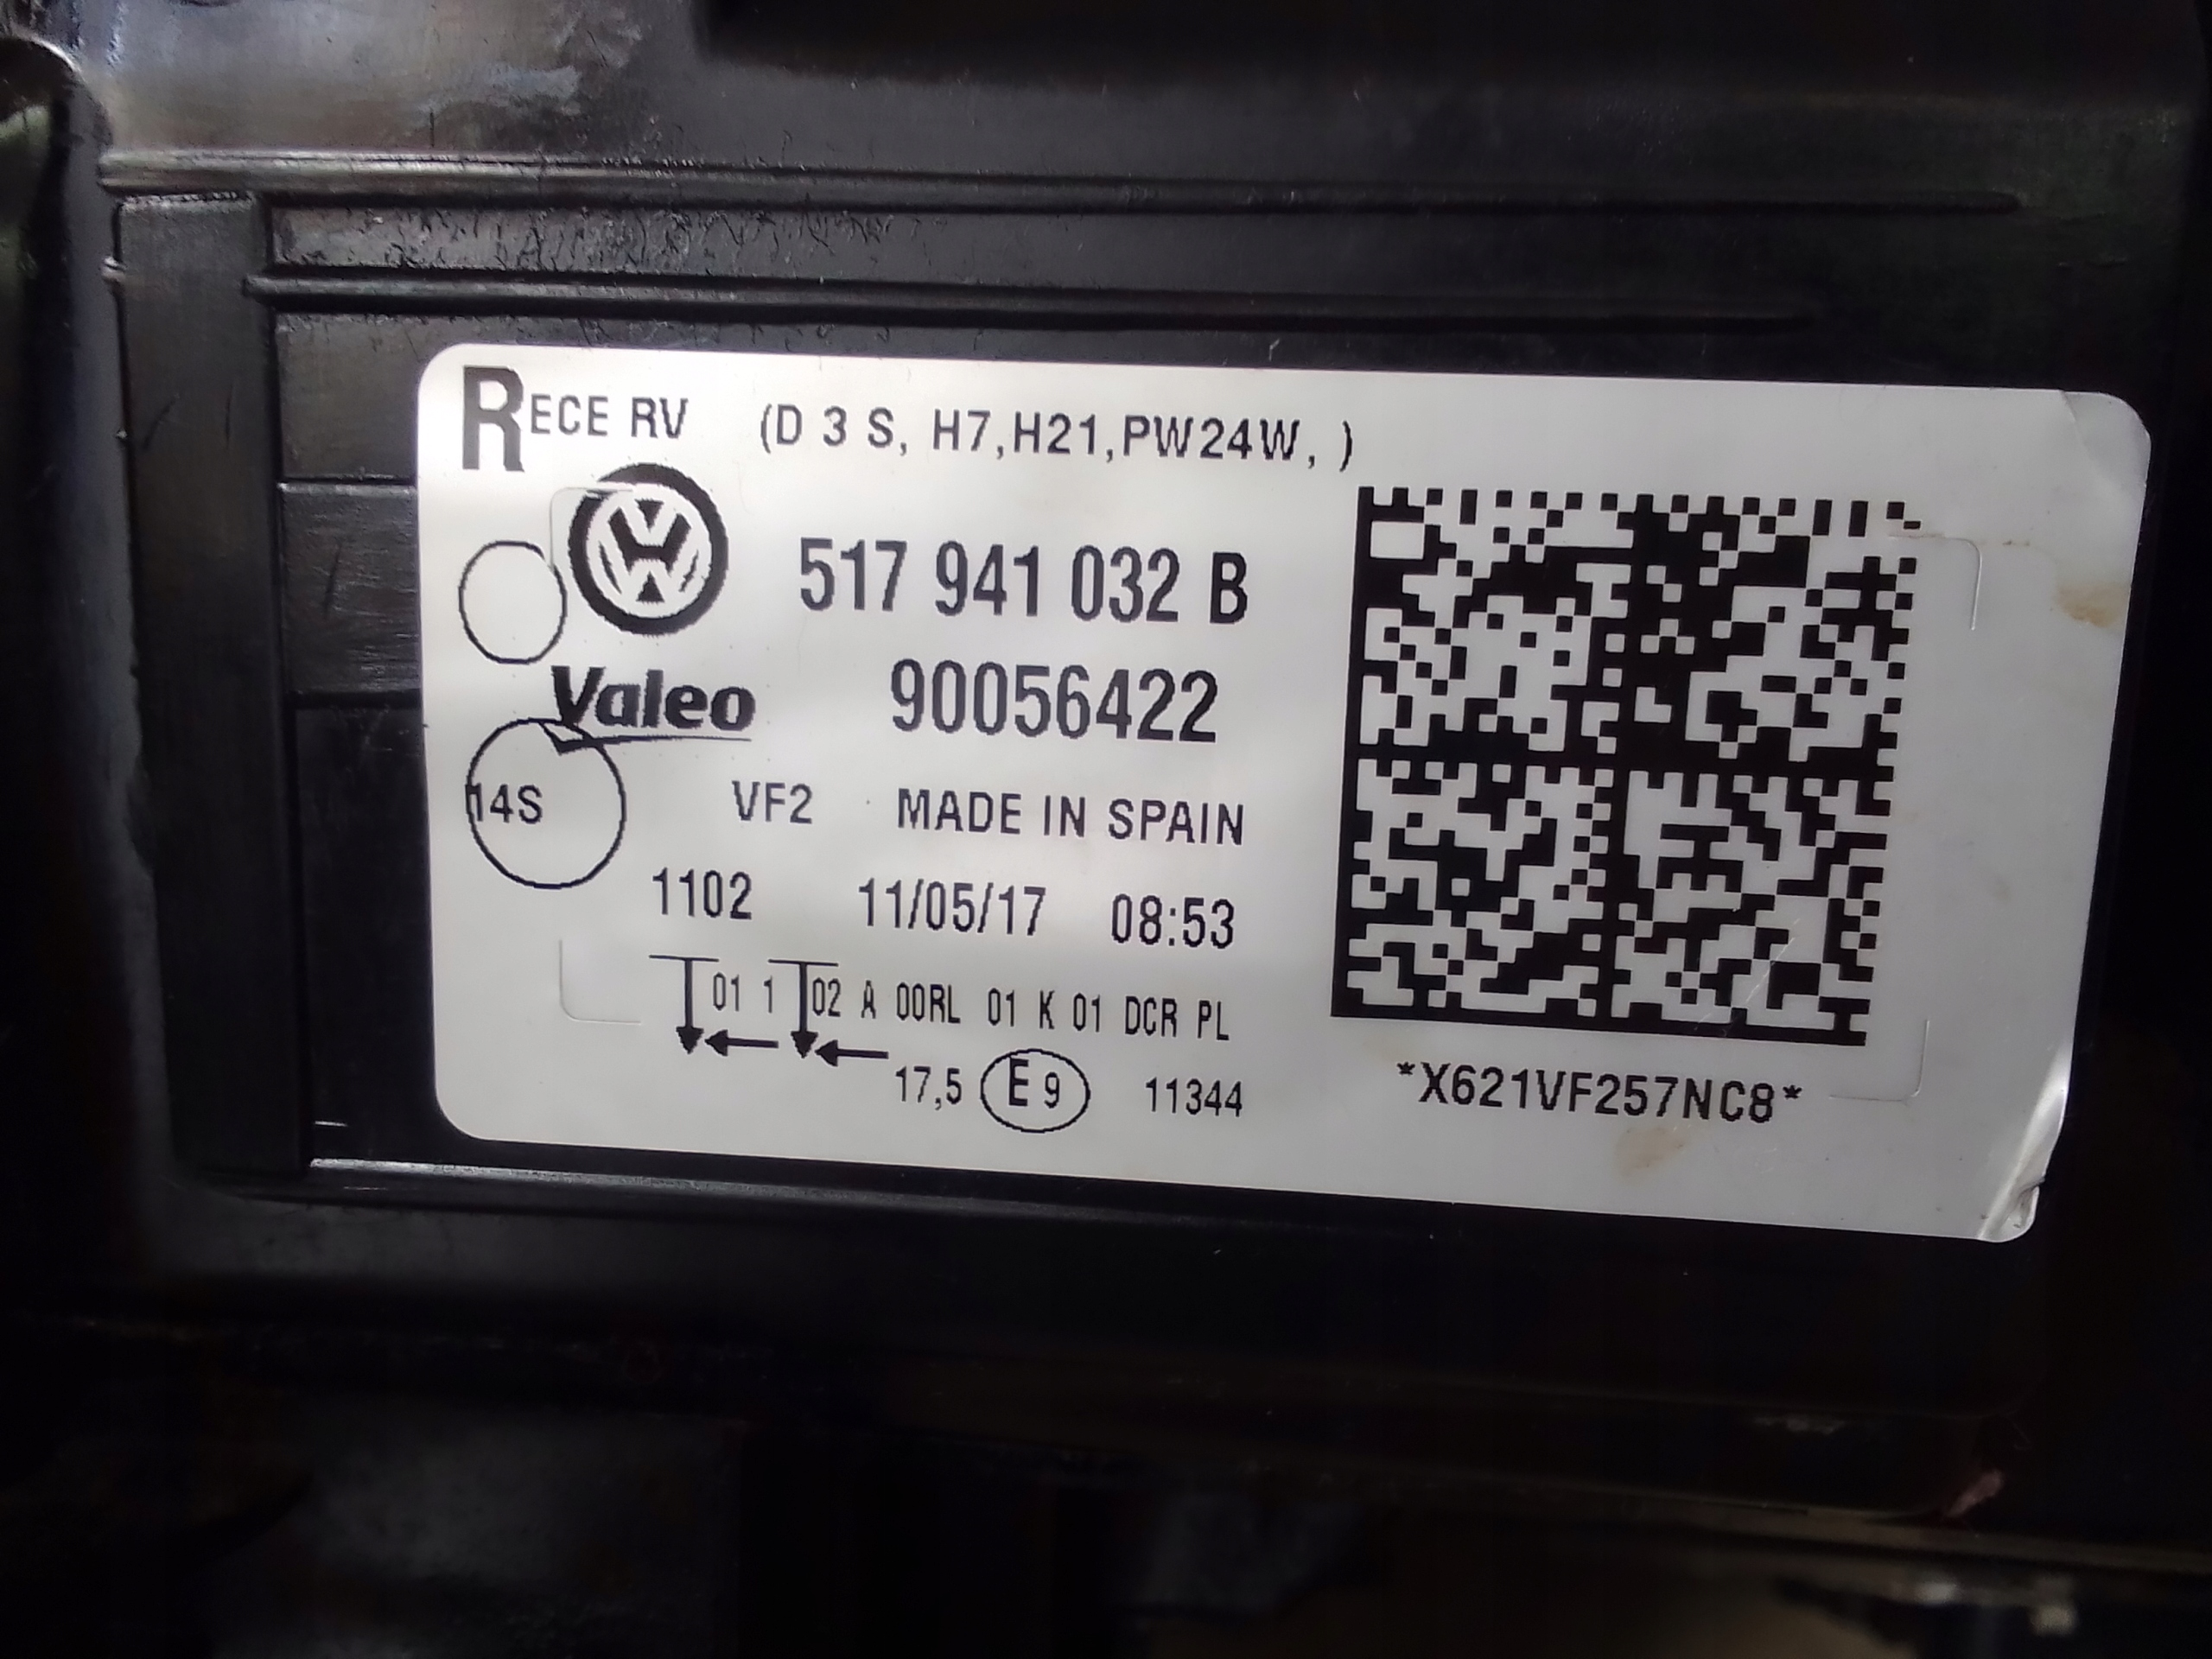 R ECE RV (D 3 S, H7,H21,PW24W, )
517 941 032 B
Valeo 90056422
14S VF2 MADE IN SPAIN
1102 11/05/17 08:53
01 1 02 A 00RL 01 K 01 DCR PL
17,5 E 9 11344
*X621VF257NC8*